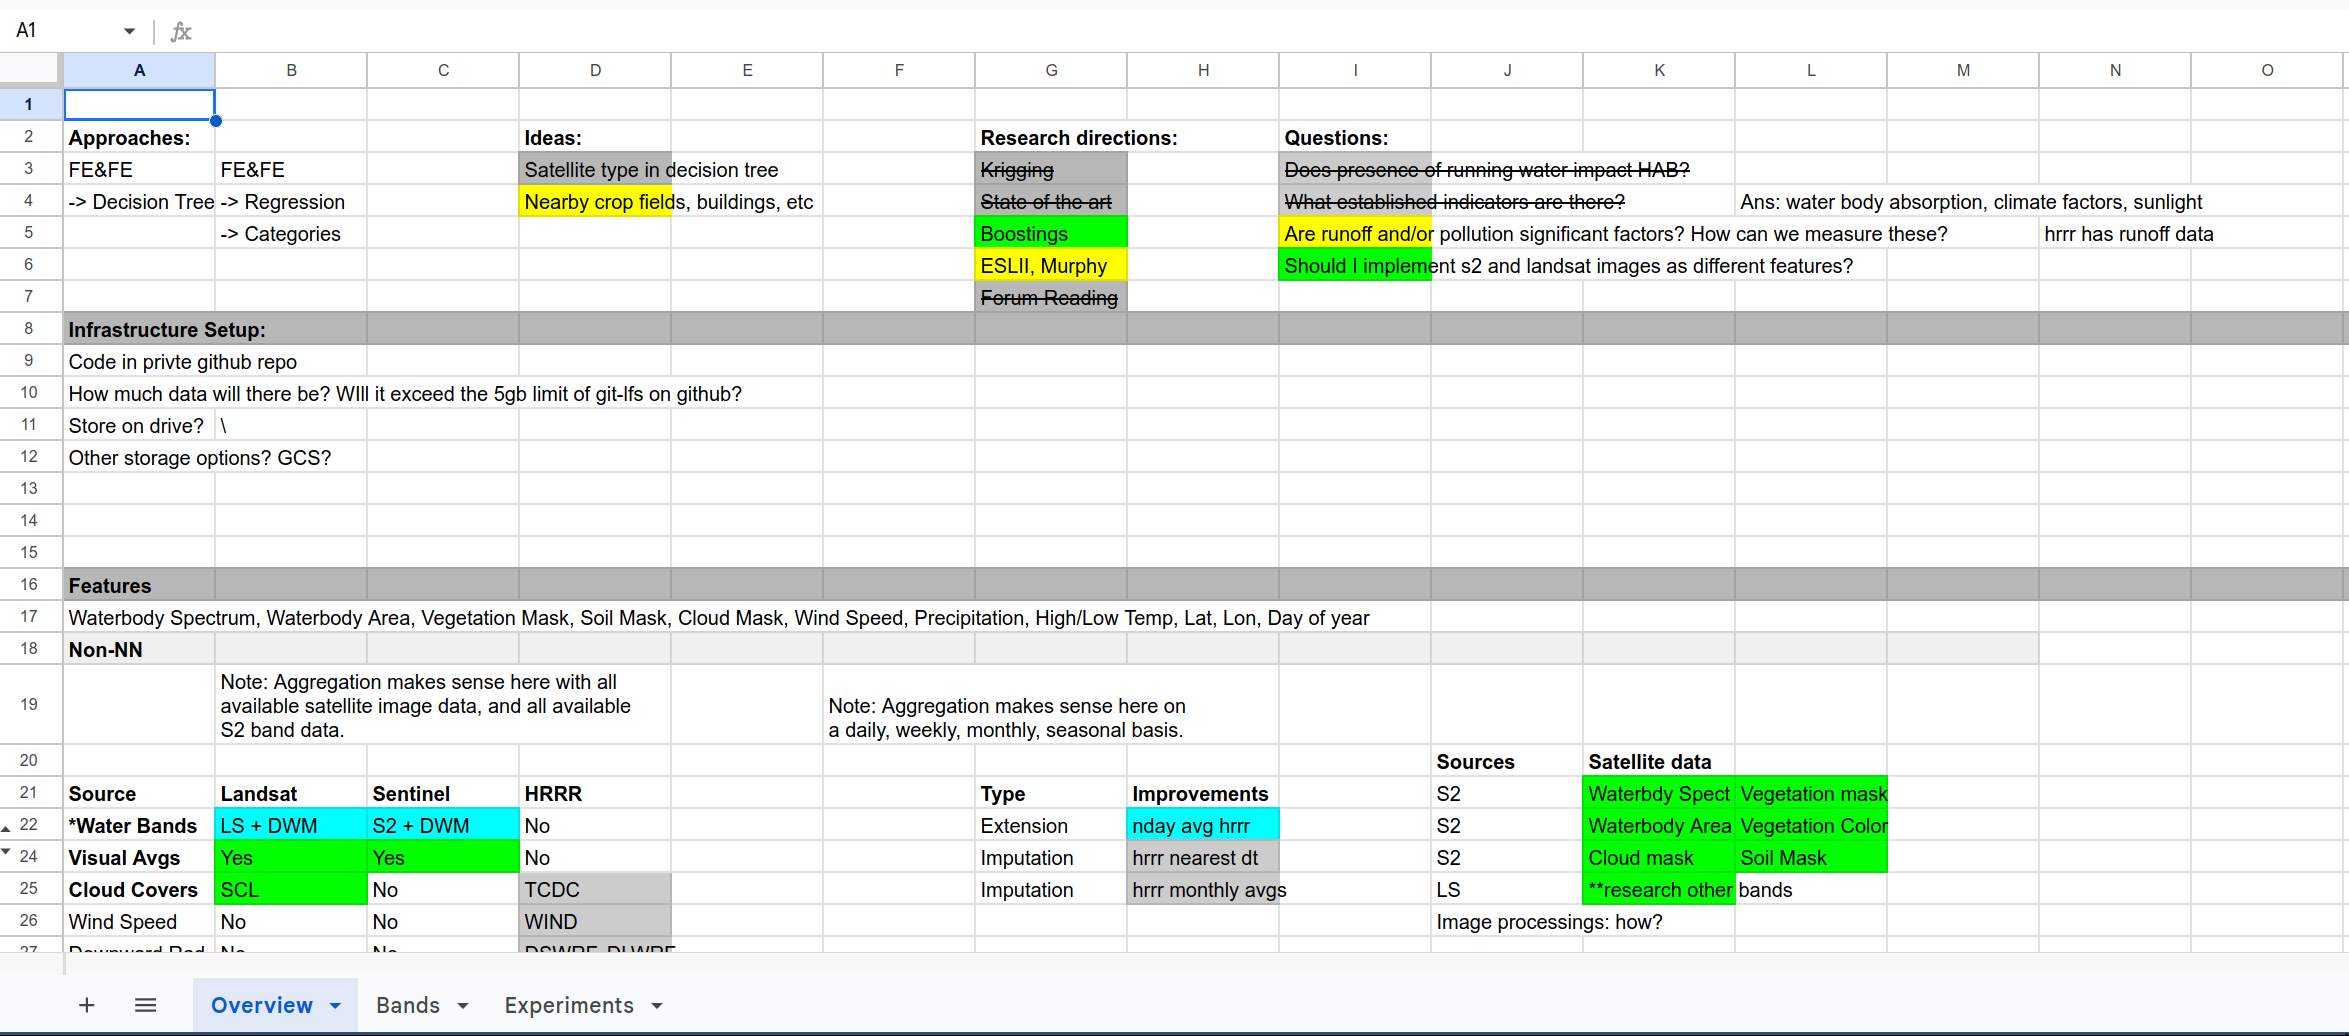 A1 fx
A B C D E F G H I J K L M N O
1
2 Approaches: Ideas: Research directions: Questions:
3 FE&FE FE&FE Satellite type in decision tree Krigging Does presence of running water impact HAB?
4 -> Decision Tree -> Regression Nearby crop fields, buildings, etc State of the art What established indicators are there? Ans: water body absorption, climate factors, sunlight
5 -> Categories Boostings Are runoff and/or pollution significant factors? How can we measure these? hrrr has runoff data
6 ESLII, Murphy Should I implement s2 and landsat images as different features?
7 Forum Reading
8 Infrastructure Setup:
9 Code in privte github repo
10 How much data will there be? WIll it exceed the 5gb limit of git-lfs on github?
11 Store on drive? \
12 Other storage options? GCS?
13
14
15
16 Features
17 Waterbody Spectrum, Waterbody Area, Vegetation Mask, Soil Mask, Cloud Mask, Wind Speed, Precipitation, High/Low Temp, Lat, Lon, Day of year
18 Non-NN
Note: Aggregation makes sense here with all
19 available satellite image data, and all available Note: Aggregation makes sense here on
S2 band data. a daily, weekly, monthly, seasonal basis.
20 Sources Satellite data
21 Source Landsat Sentinel HRRR Type Improvements S2 Waterbdy Spect Vegetation mask
22 *Water Bands LS + DWM S2 + DWM No Extension nday avg hrrr S2 Waterbody Area Vegetation Color
24 Visual Avgs Yes Yes No Imputation hrrr nearest dt S2 Cloud mask Soil Mask
25 Cloud Covers SCL No TCDC Imputation hrrr monthly avgs LS **research other bands
26 Wind Speed No No WIND Image processings: how?
27 Downward Rad No No DSWRF, DLWRF
+ Overview Bands Experiments